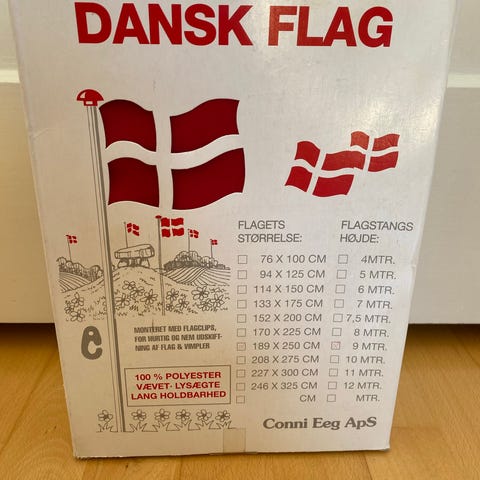 DANSK FLAG
FLAGETS
STØRRELSE:
FLAGSTANGS
HØJDE:
76 X 100 CM
4MTR.
94 X 125 CM
5 MTR.
114 X 150 CM
6 MTR.
133 X 175 CM
7 MTR.
152 X 200 CM
7,5 MTR.
170 X 225 CM
8 MTR.
189 X 250 CM
9 MTR.
208 X 275 CM
10 MTR.
227 X 300 CM
11 MTR.
246 X 325 CM
12 MTR.
CM
MTR.
MONTERET MED FLAGCLIPS,
FOR HURTIG OG NEM UDSKIFT-
NING AF FLAG & VIMPLER
100 % POLYESTER
VÆVET · LYSÆGTE
LANG HOLDBARHED
e
Conni Eeg ApS